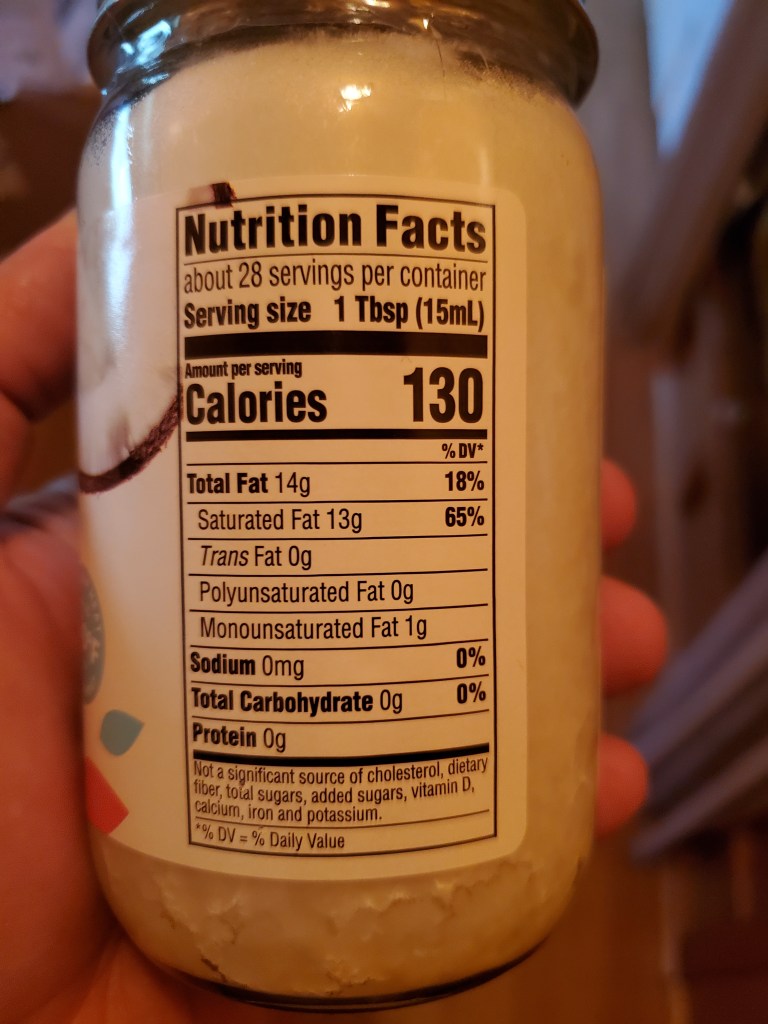 Nutrition Facts
about 28 servings per container
Serving size 1 Tbsp (15mL)
Amount per serving
Calories 130
% DV*
Total Fat 14g 18%
Saturated Fat 13g 65%
Trans Fat 0g
Polyunsaturated Fat 0g
Monounsaturated Fat 1g
Sodium 0mg 0%
Total Carbohydrate 0g 0%
Protein 0g
Not a significant source of cholesterol, dietary
fiber, total sugars, added sugars, vitamin D,
calcium, iron and potassium.
*% DV = % Daily Value